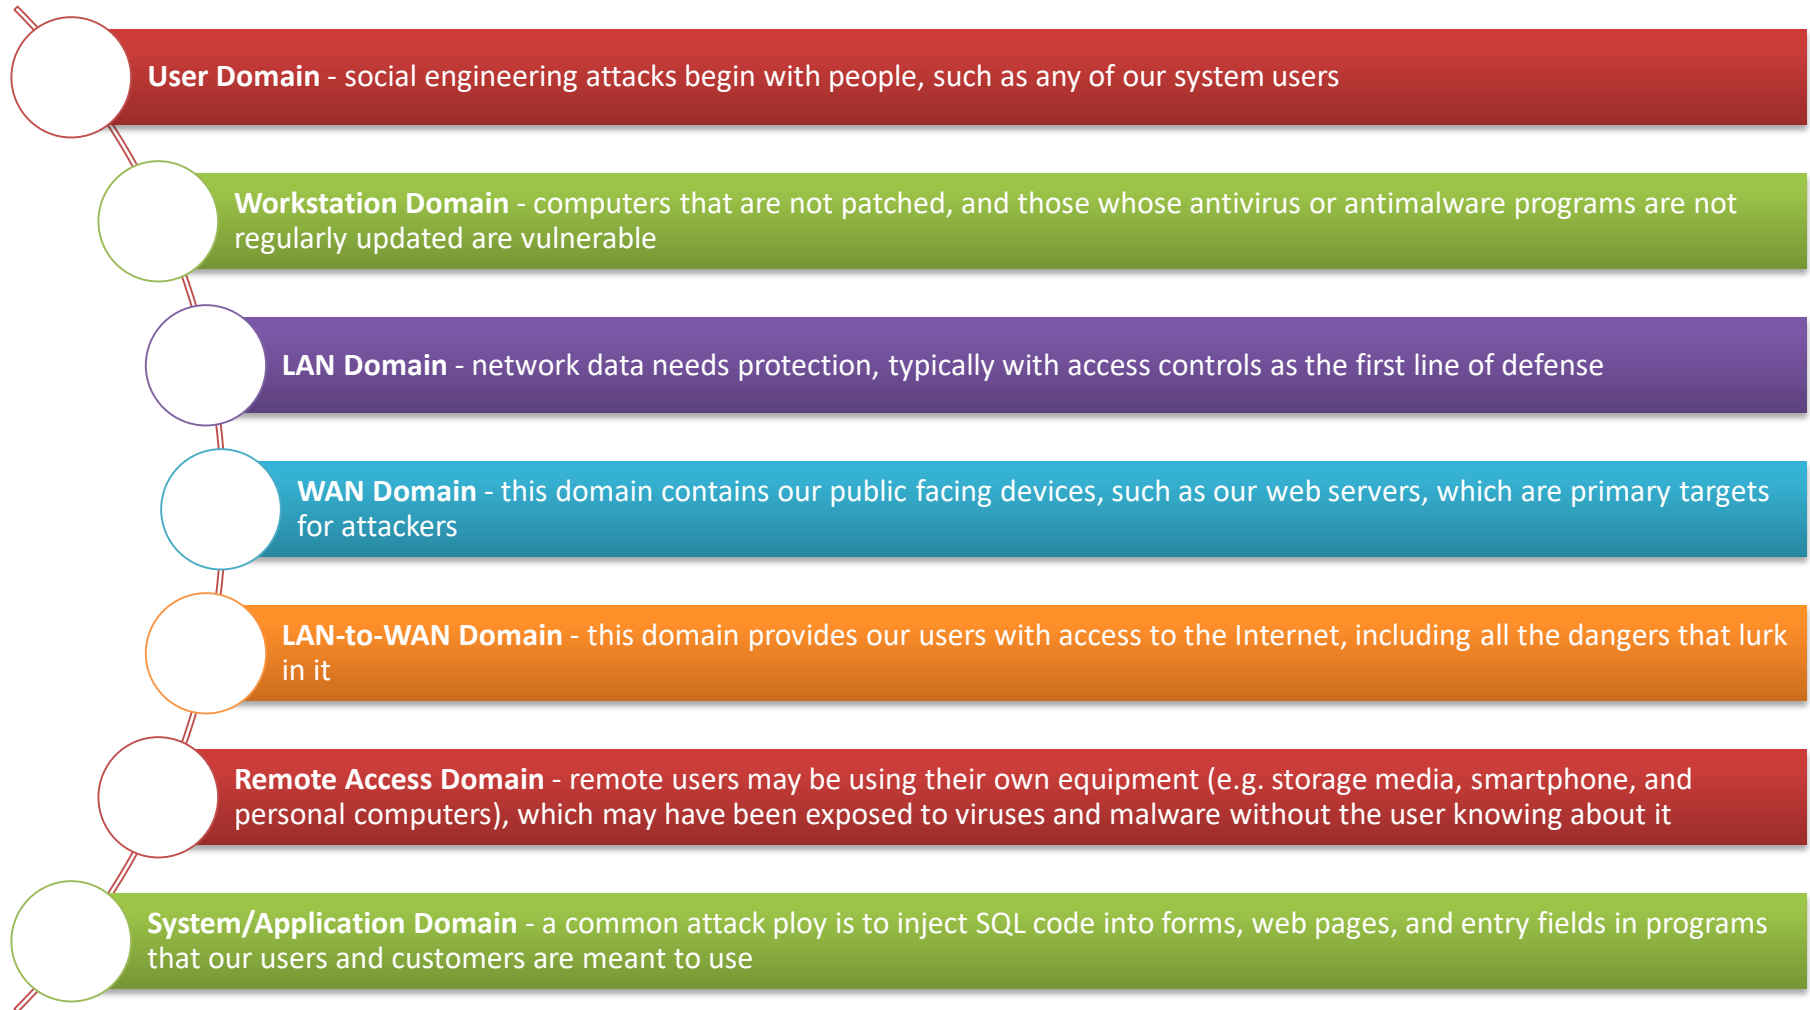 User Domain - social engineering attacks begin with people, such as any of our system users
Workstation Domain - computers that are not patched, and those whose antivirus or antimalware programs are not
regularly updated are vulnerable
LAN Domain - network data needs protection, typically with access controls as the first line of defense
WAN Domain - this domain contains our public facing devices, such as our web servers, which are primary targets
for attackers
LAN-to-WAN Domain - this domain provides our users with access to the Internet, including all the dangers that lurk
in it
Remote Access Domain - remote users may be using their own equipment (e.g. storage media, smartphone, and
personal computers), which may have been exposed to viruses and malware without the user knowing about it
System/Application Domain - a common attack ploy is to inject SQL code into forms, web pages, and entry fields in programs
that our users and customers are meant to use